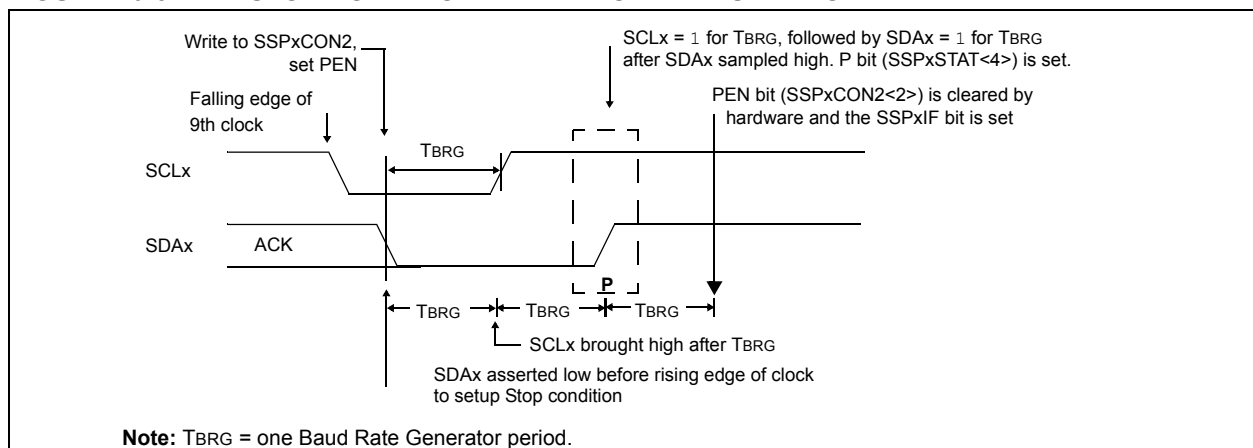 Write to SSPxCON2,
set PEN
SCLx = 1 for TBRG, followed by SDAx = 1 for TBRG
after SDAx sampled high. P bit (SSPxSTAT<4>) is set.
Falling edge of
9th clock
PEN bit (SSPxCON2<2>) is cleared by
hardware and the SSPxIF bit is set
TBRG
SCLx
SDAx
ACK
P
TBRG
TBRG
TBRG
SCLx brought high after TBRG
SDAx asserted low before rising edge of clock
to setup Stop condition
Note: TBRG = one Baud Rate Generator period.